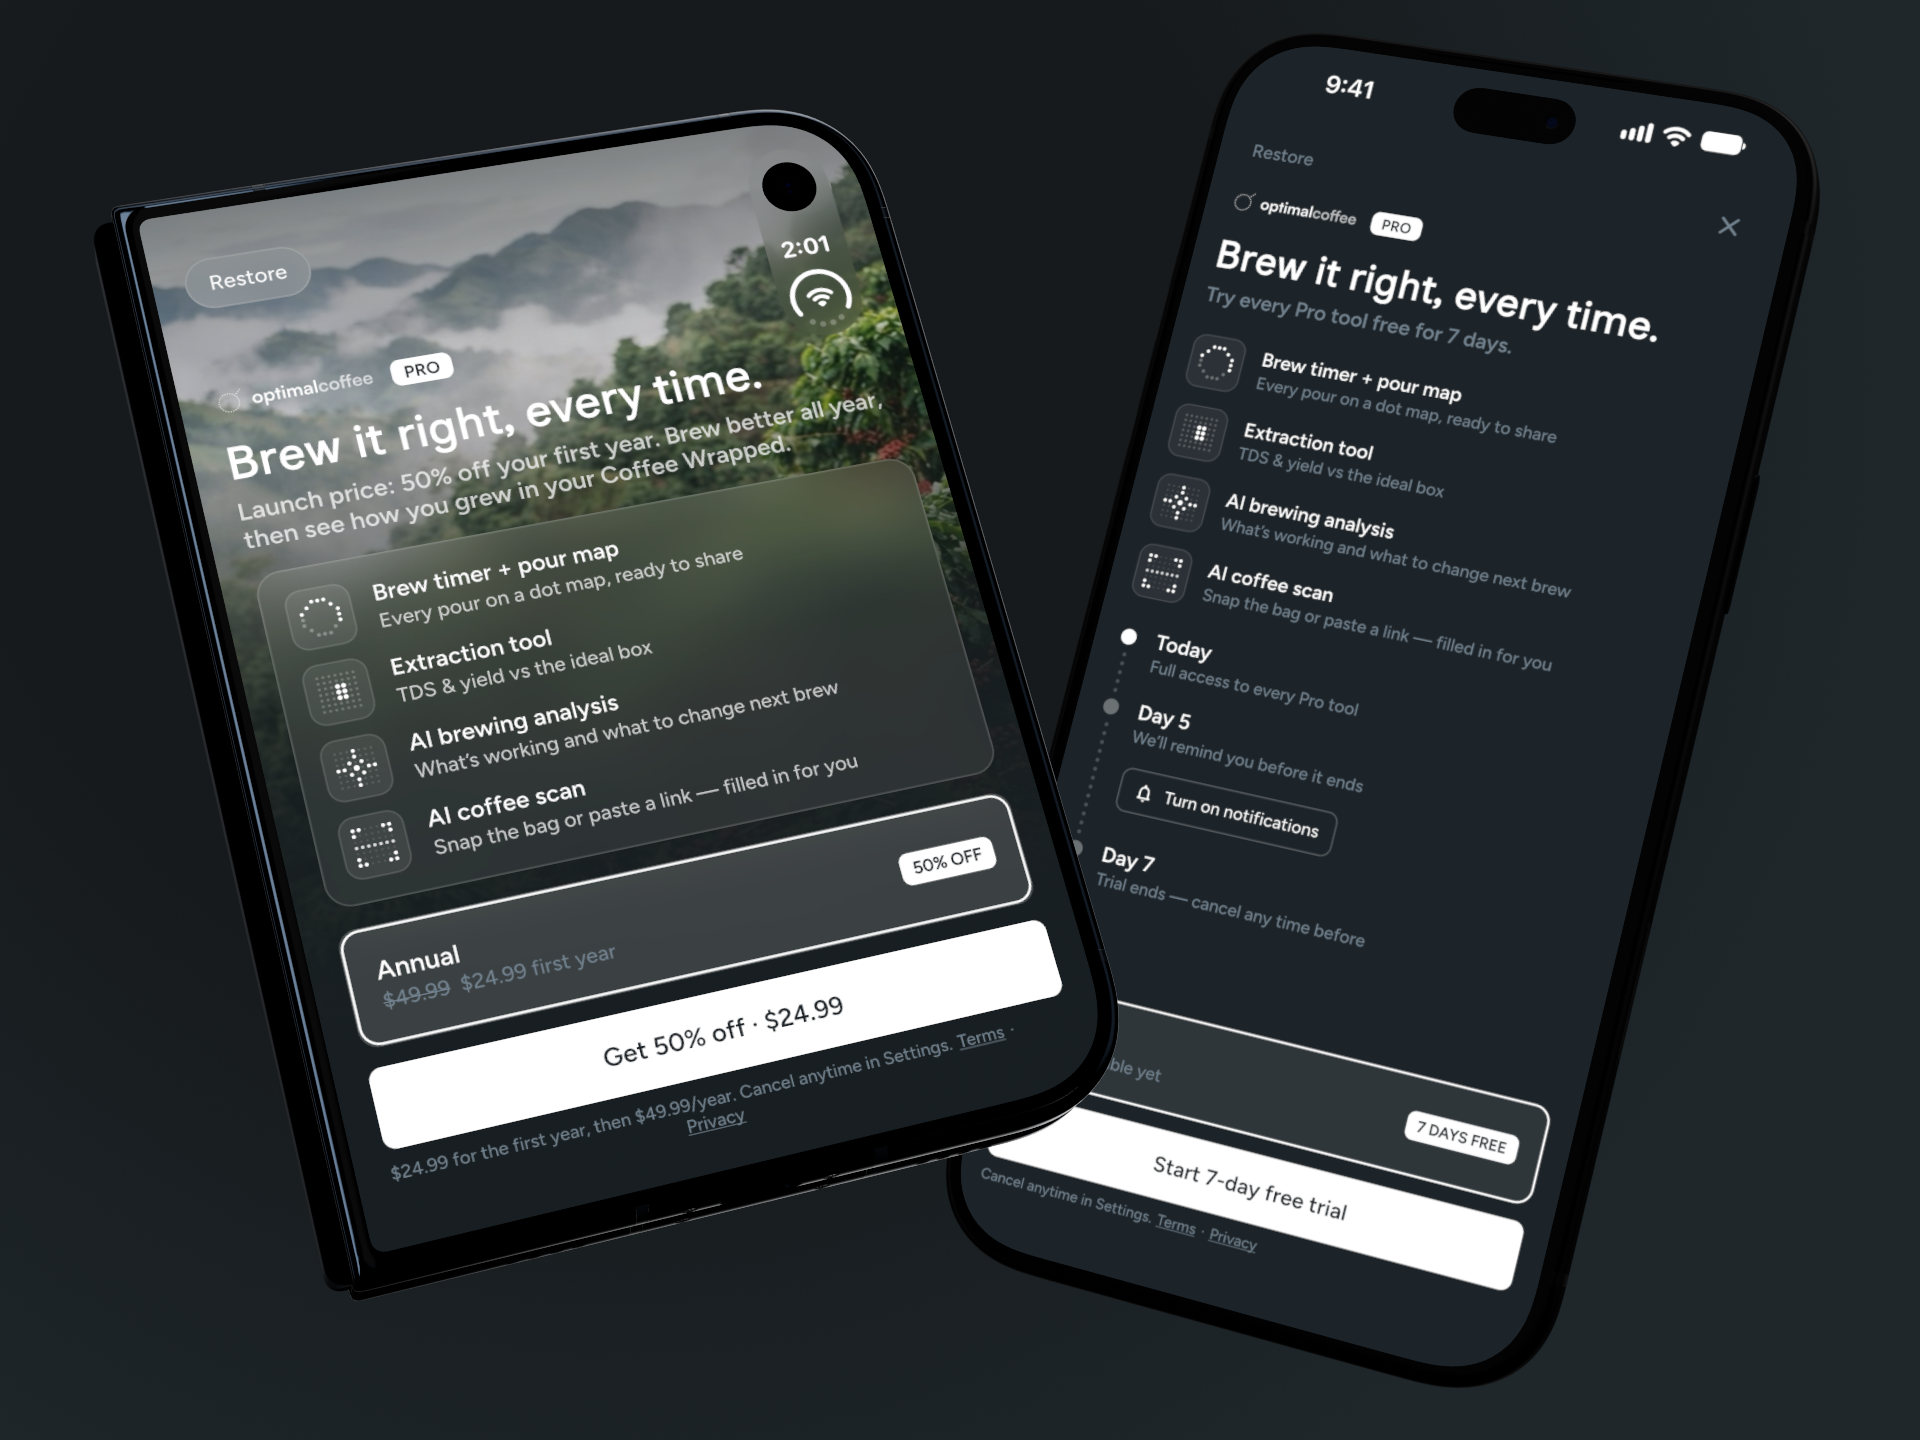 Restore
2:01
optimalcoffee PRO
Brew it right, every time.
Launch price: 50% off your first year. Brew better all year,
then see how you grew in your Coffee Wrapped.
Brew timer + pour map
Every pour on a dot map, ready to share
Extraction tool
TDS & yield vs the ideal box
AI brewing analysis
What's working and what to change next brew
AI coffee scan
Snap the bag or paste a link — filled in for you
50% OFF
Annual
$49.99 $24.99 first year
Get 50% off · $24.99
$24.99 for the first year, then $49.99/year. Cancel anytime in Settings. Terms ·
Privacy
9:41
Restore
optimalcoffee PRO
Brew it right, every time.
Try every Pro tool free for 7 days.
Brew timer + pour map
Every pour on a dot map, ready to share
Extraction tool
TDS & yield vs the ideal box
AI brewing analysis
What's working and what to change next brew
AI coffee scan
Snap the bag or paste a link — filled in for you
Today
Full access to every Pro tool
Day 5
We'll remind you before it ends
Turn on notifications
Day 7
Trial ends — cancel any time before
yet
7 DAYS FREE
Start 7-day free trial
Cancel anytime in Settings. Terms · Privacy